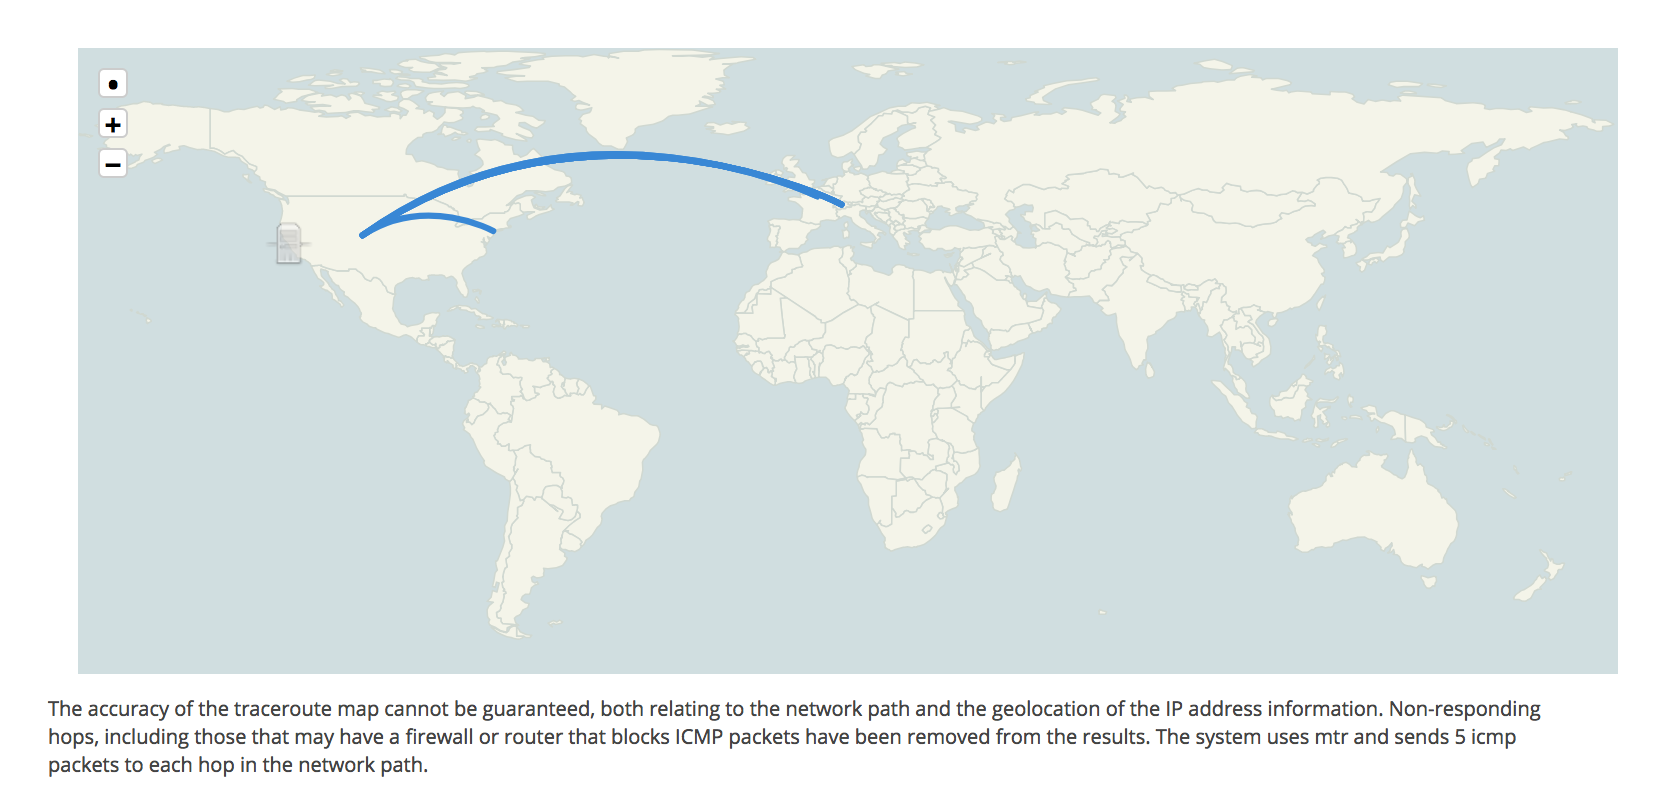 •
+
−
The accuracy of the traceroute map cannot be guaranteed, both relating to the network path and the geolocation of the IP address information. Non-responding
hops, including those that may have a firewall or router that blocks ICMP packets have been removed from the results. The system uses mtr and sends 5 icmp
packets to each hop in the network path.